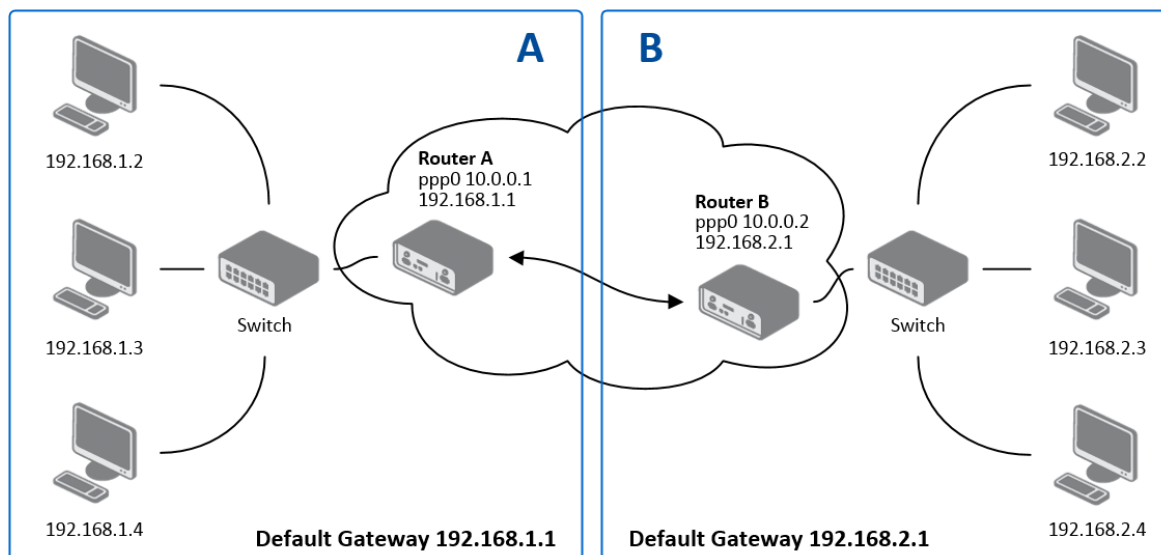 A
B
192.168.1.2
192.168.2.2
Router A
ppp0 10.0.0.1
192.168.1.1
Router B
ppp0 10.0.0.2
192.168.2.1
Switch
Switch
192.168.1.3
192.168.2.3
192.168.1.4
Default Gateway 192.168.1.1
Default Gateway 192.168.2.1
192.168.2.4